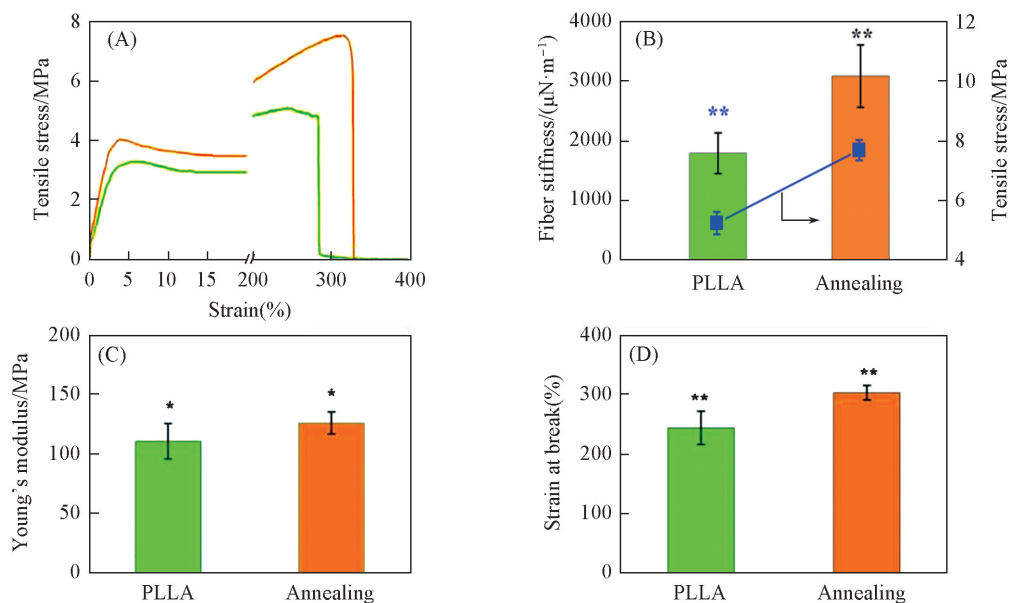 (A)
Tensile stress/MPa
8
6
4
2
0
0 5 10 15 20 200 300 400
Strain(%)
(B)
Fiber stiffness/(μN·m⁻¹)
4000
3000
2000
1000
0
**
**
12
10
8
6
4
Tensile stress/MPa
PLLA Annealing
(C)
Young's modulus/MPa
200
150
100
50
0
*
*
PLLA Annealing
(D)
Strain at break(%)
400
300
200
100
0
**
**
PLLA Annealing